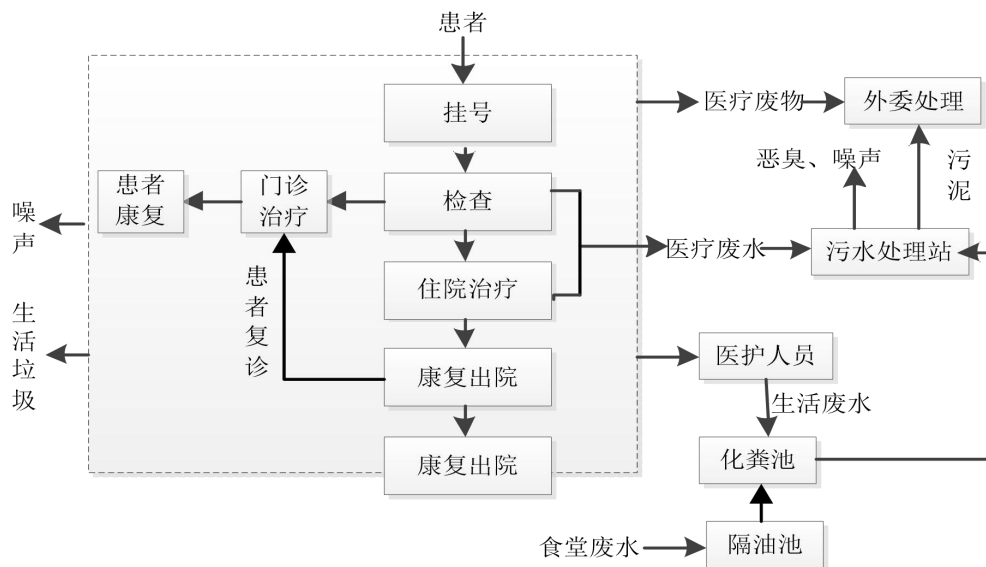 患者
挂号
医疗废物
外委处理
恶臭、噪声
污泥
患者
康复
门诊
治疗
检查
噪声
医疗废水
污水处理站
住院治疗
患者复诊
生活垃圾
康复出院
医护人员
生活废水
康复出院
化粪池
食堂废水
隔油池